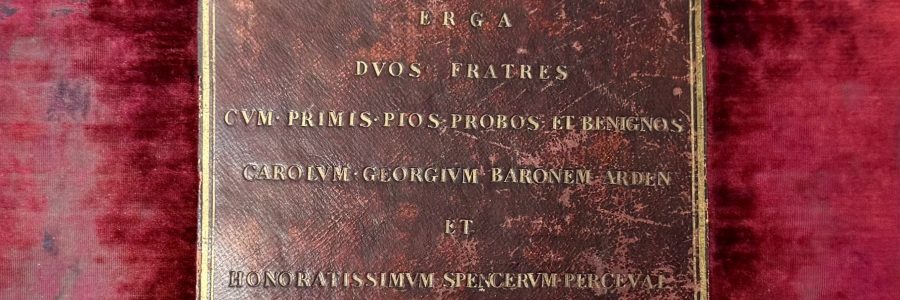 ERGA
DVOS FRATRES
CVM · PRIMIS · PIOS · PROBOS · ET BENIGNOS
CAROLVM · GEORGIVM BARONEM ARDEN
ET
HONORATISSIMVM SPENCERVM · PERCEVAL